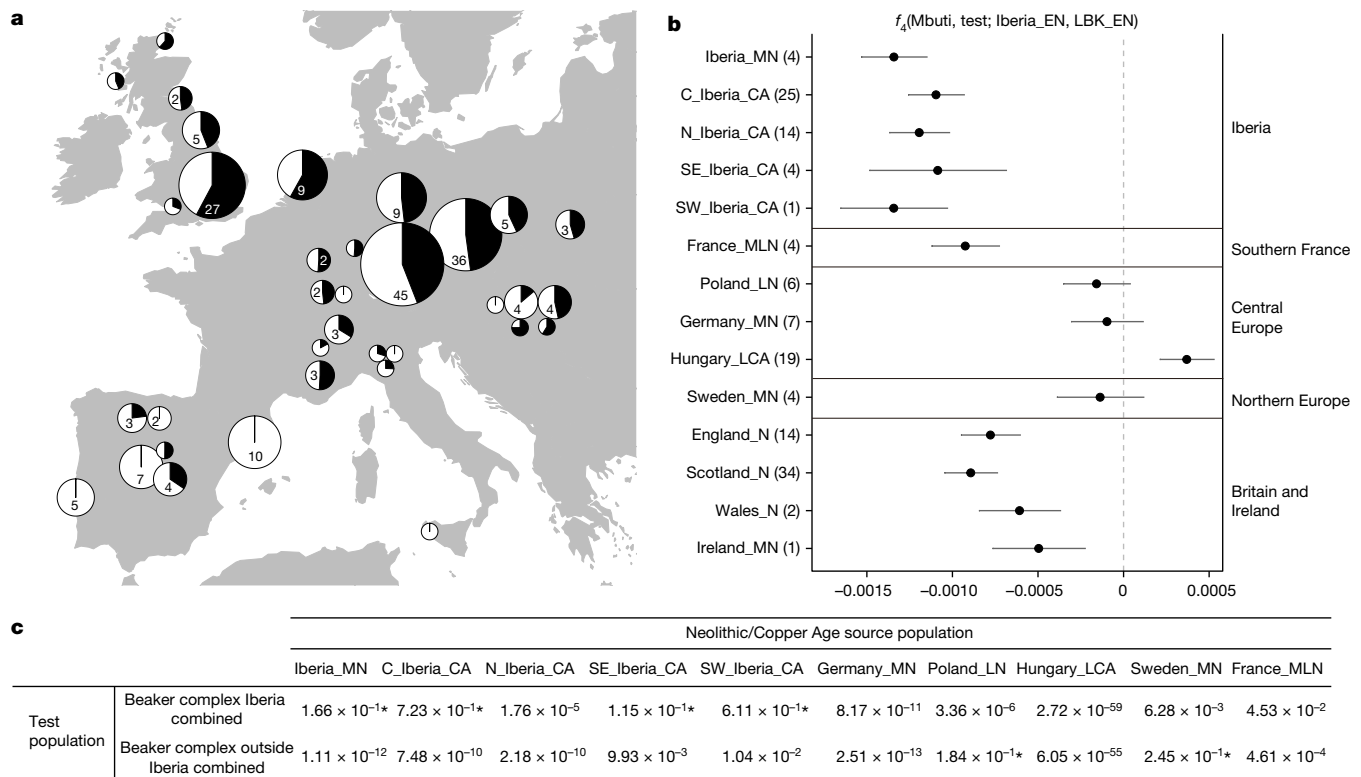 a
2
5
27
9
9
5
3
36
45
2
2
3
3
4
4
3
2
10
7
4
5
b
f4(Mbuti, test; Iberia_EN, LBK_EN)
Iberia_MN (4)
C_Iberia_CA (25)
N_Iberia_CA (14)
SE_Iberia_CA (4)
SW_Iberia_CA (1)
Iberia
France_MLN (4)
Southern France
Poland_LN (6)
Germany_MN (7)
Hungary_LCA (19)
Central
Europe
Sweden_MN (4)
Northern Europe
England_N (14)
Scotland_N (34)
Wales_N (2)
Ireland_MN (1)
Britain and
Ireland
−0.0015 −0.0010 −0.0005 0 0.0005
c
Neolithic/Copper Age source population
Iberia_MN C_Iberia_CA N_Iberia_CA SE_Iberia_CA SW_Iberia_CA Germany_MN Poland_LN Hungary_LCA Sweden_MN France_MLN
Test
population
Beaker complex Iberia
combined
1.66 × 10⁻¹* 7.23 × 10⁻¹* 1.76 × 10⁻⁵ 1.15 × 10⁻¹* 6.11 × 10⁻¹* 8.17 × 10⁻¹¹ 3.36 × 10⁻⁶ 2.72 × 10⁻⁵⁹ 6.28 × 10⁻³ 4.53 × 10⁻²
Beaker complex outside
Iberia combined
1.11 × 10⁻¹² 7.48 × 10⁻¹⁰ 2.18 × 10⁻¹⁰ 9.93 × 10⁻³ 1.04 × 10⁻² 2.51 × 10⁻¹³ 1.84 × 10⁻¹* 6.05 × 10⁻⁵⁵ 2.45 × 10⁻¹* 4.61 × 10⁻⁴